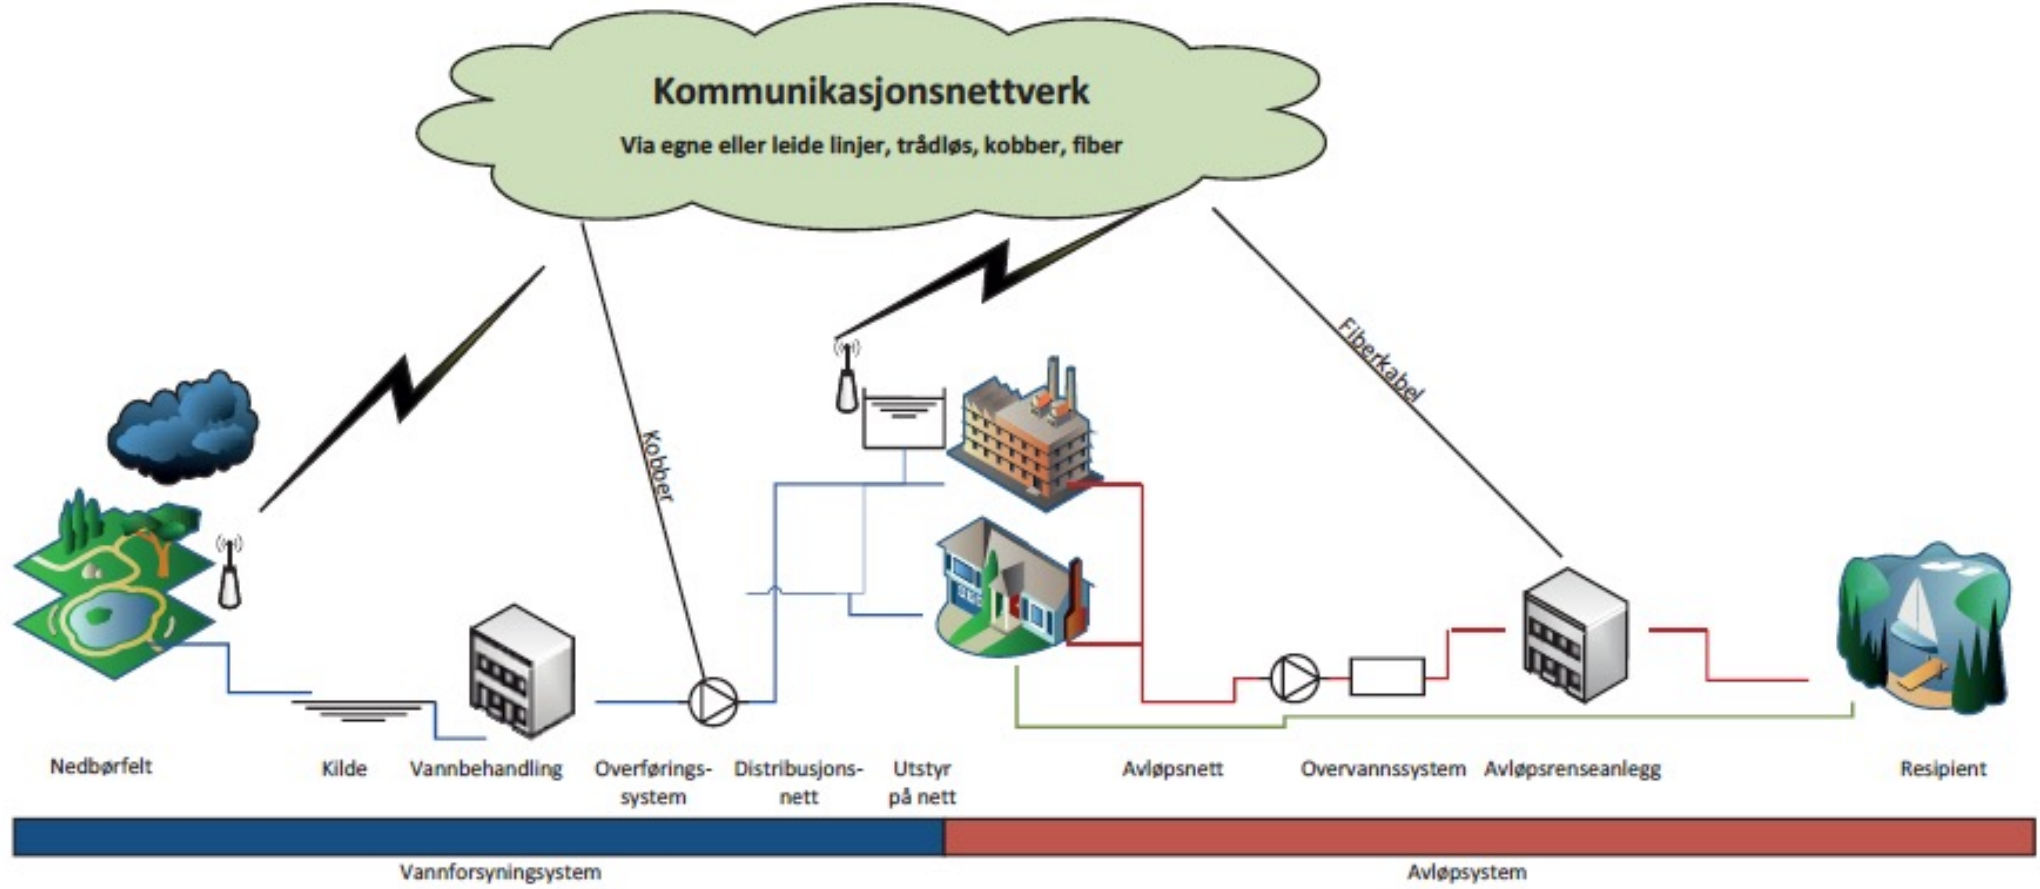 Kommunikasjonsnettverk
Via egne eller leide linjer, trådløs, kobber, fiber
Kobber
Fiberkabel
Nedbørfelt
Kilde
Vannbehandling
Overførings-
system
Distribusjons-
nett
Utstyr
på nett
Avløpsnett
Overvannssystem
Avløpsrenseanlegg
Resipient
Vannforsyningsystem
Avløpsystem